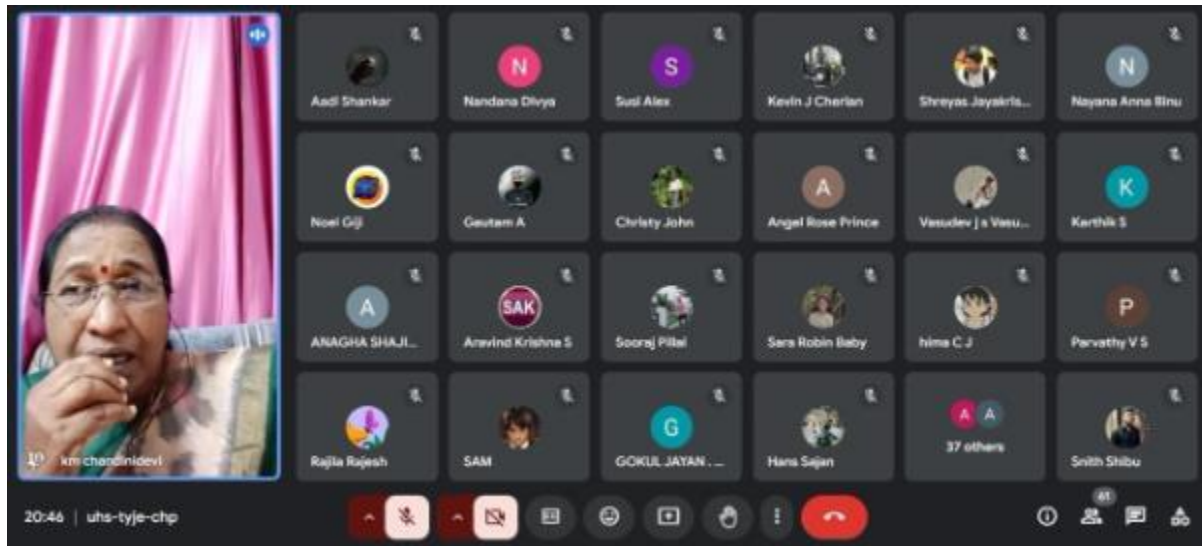 Aadi Shankar
N
Nandana Divya
S
Susi Alex
Kevin J Cherian
Shreyas Jayakris...
N
Nayana Anna Binu
Noel Giji
Gautam A
Christy John
A
Angel Rose Prince
Vasudev j s Vasu...
K
Karthik S
A
ANAGHA SHAJI...
SAK
Aravind Krishna S
Sooraj Pillai
Sara Robin Baby
hima C J
P
Parvathy V S
km chandinidevi
Rajila Rajesh
SAM
G
GOKUL JAYAN . ...
Hans Sajan
A A
37 others
Snith Shibu
20:46 | uhs-tyje-chp
61